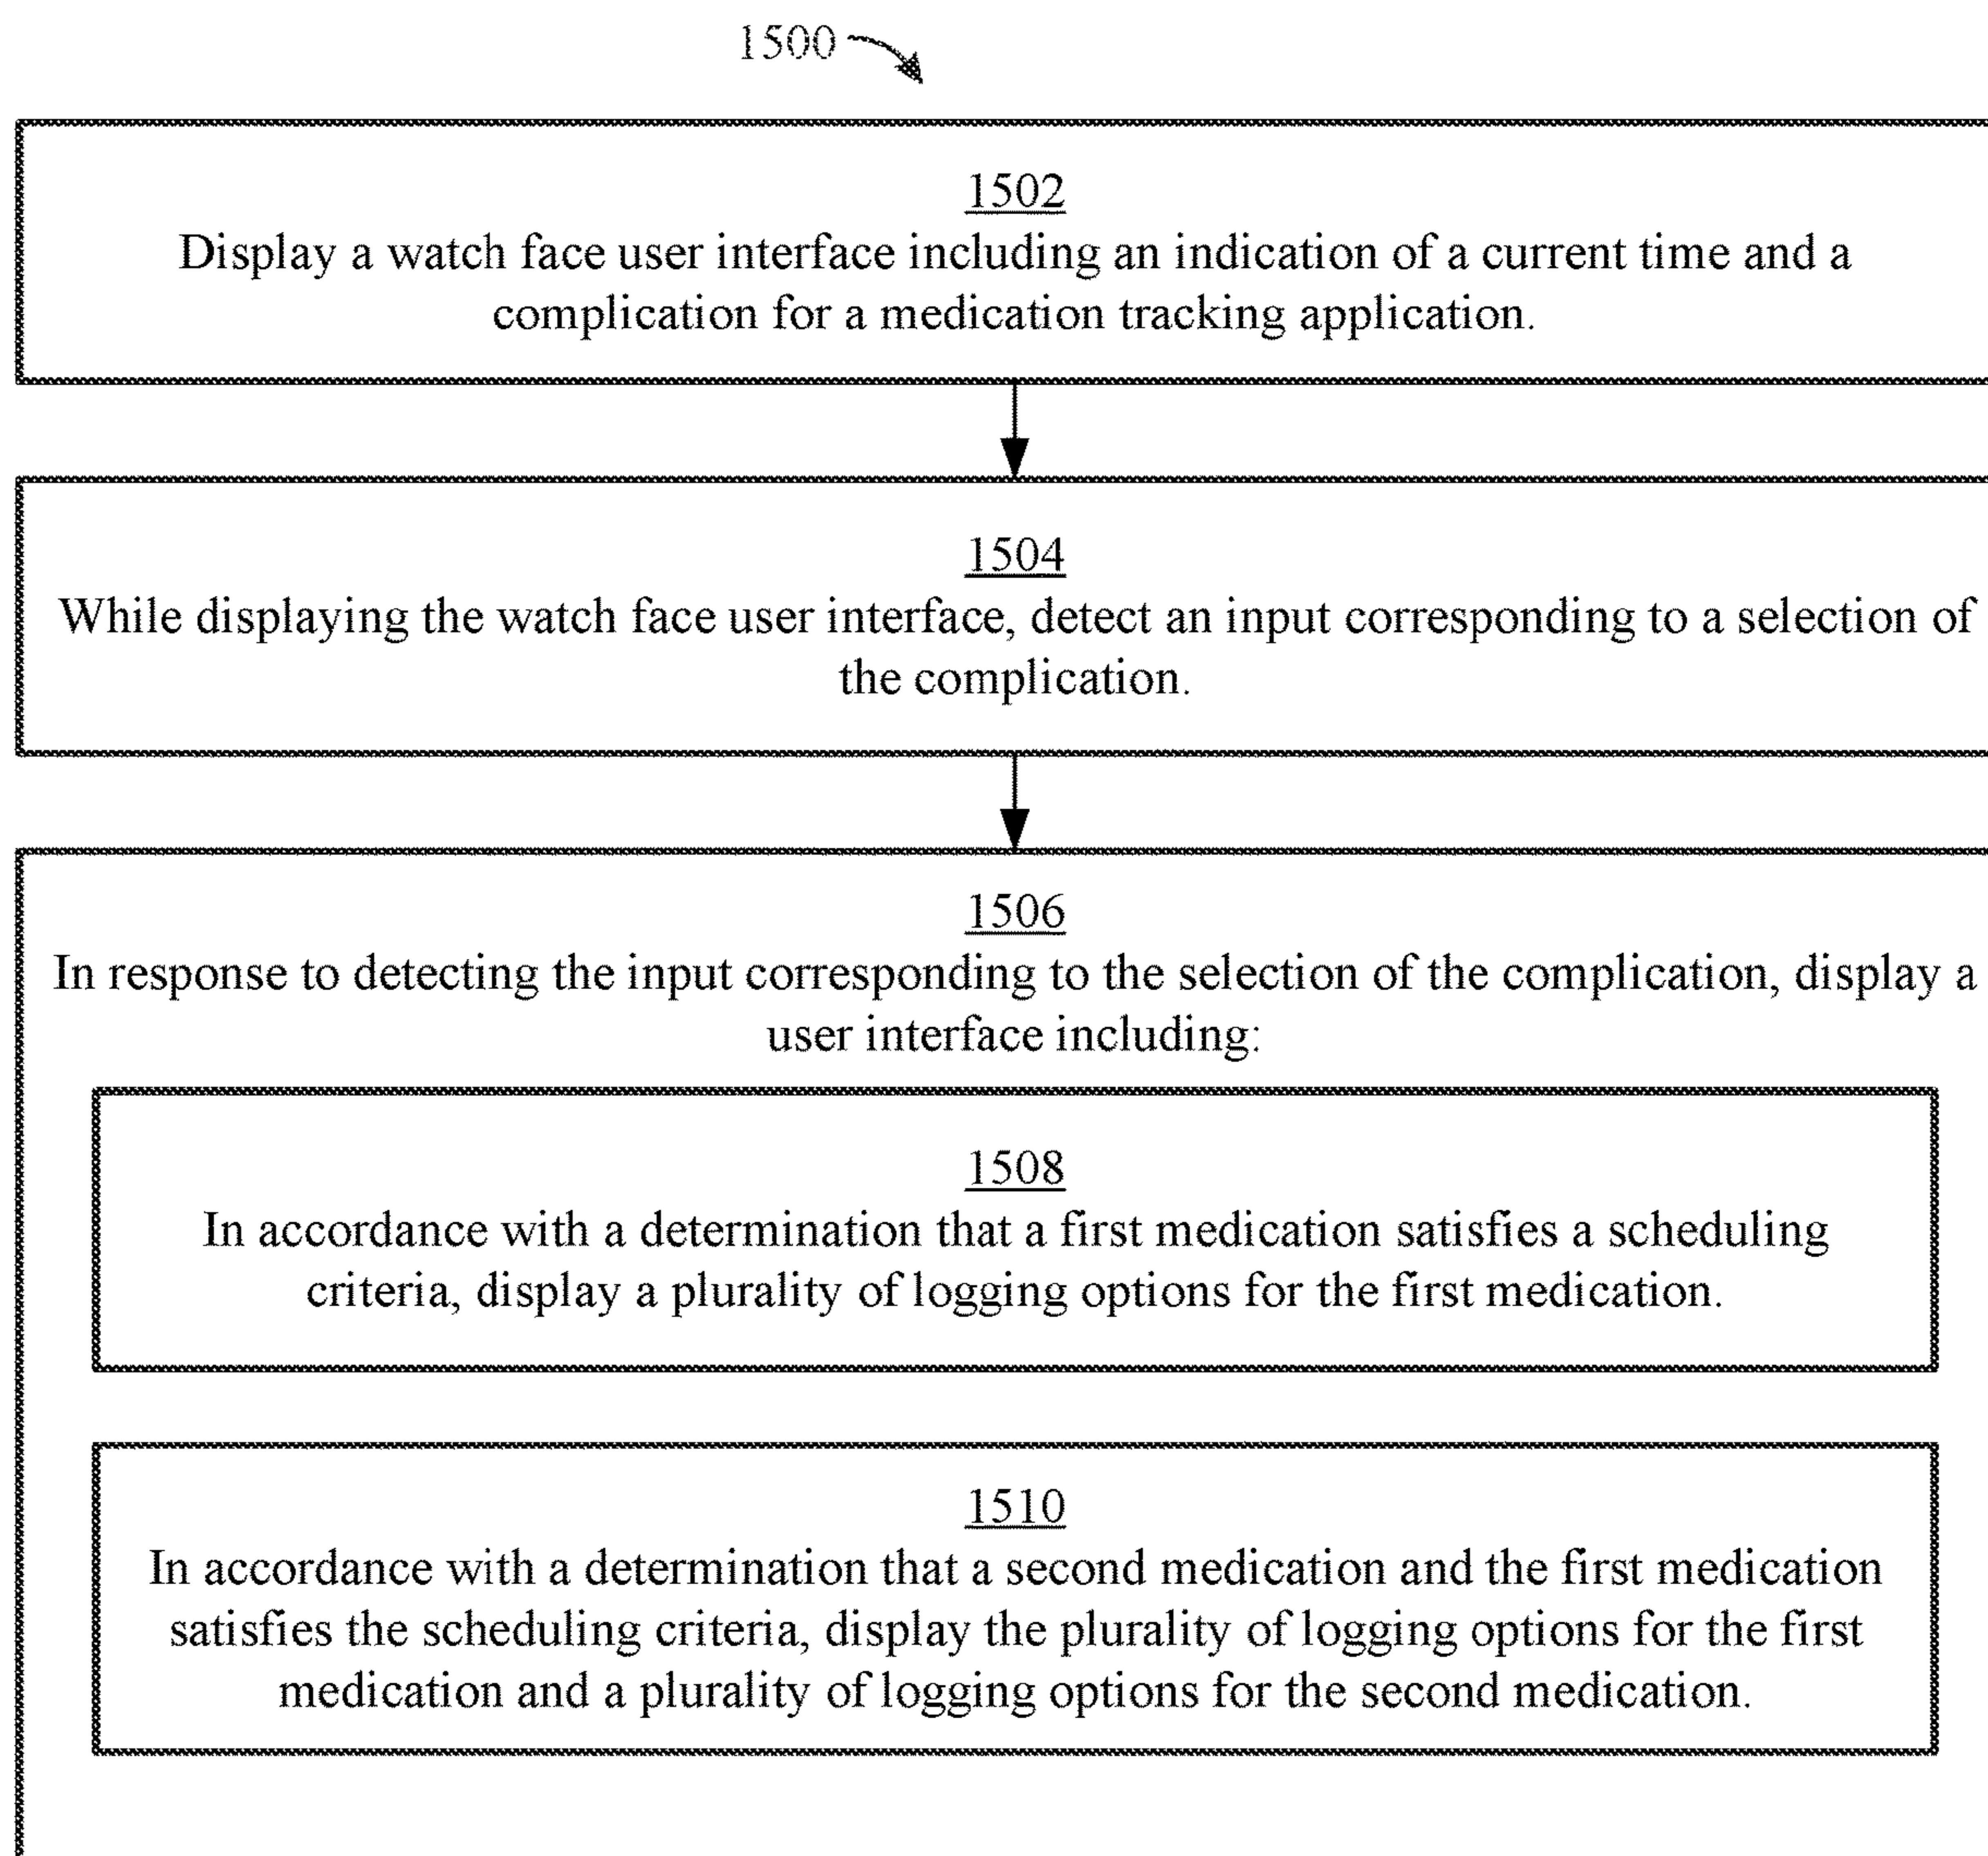 1500
1502
Display a watch face user interface including an indication of a current time and a
complication for a medication tracking application.
1504
While displaying the watch face user interface, detect an input corresponding to a selection of
the complication.
1506
In response to detecting the input corresponding to the selection of the complication, display a
user interface including:
1508
In accordance with a determination that a first medication satisfies a scheduling
criteria, display a plurality of logging options for the first medication.
1510
In accordance with a determination that a second medication and the first medication
satisfies the scheduling criteria, display the plurality of logging options for the first
medication and a plurality of logging options for the second medication.